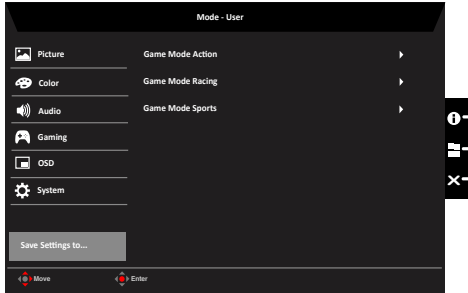 Mode - User
Picture
Game Mode Action
Color
Game Mode Racing
Audio
Game Mode Sports
Gaming
OSD
System
Save Settings to...
Move
Enter